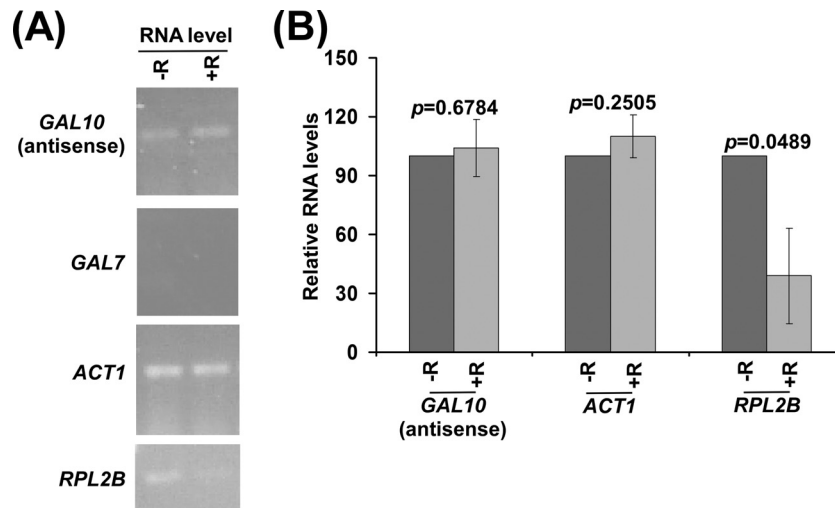 (A)
RNA level
-R +R
GAL10
(antisense)
GAL7
ACT1
RPL2B
(B)
Relative RNA levels
150
120
90
60
30
0
p=0.6784
p=0.2505
p=0.0489
-R +R -R +R -R +R
GAL10
(antisense)
ACT1
RPL2B